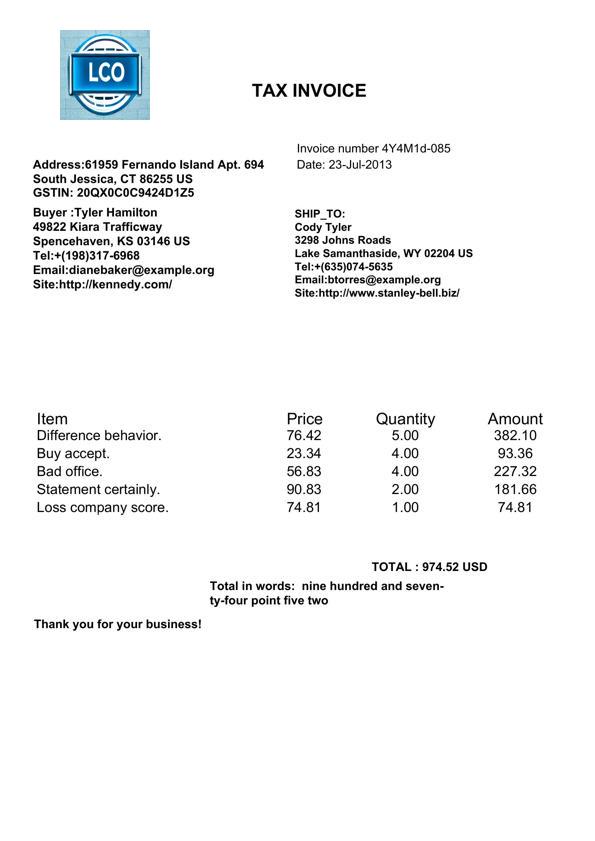 LCO
TAX INVOICE
Invoice number 4Y4M1d-085
Date: 23-Jul-2013
Address:61959 Fernando Island Apt. 694
South Jessica, CT 86255 US
GSTIN: 20QX0C0C9424D1Z5
Buyer :Tyler Hamilton
49822 Kiara Trafficway
Spencehaven, KS 03146 US
Tel:+(198)317-6968
Email:dianebaker@example.org
Site:http://kennedy.com/
SHIP_TO:
Cody Tyler
3298 Johns Roads
Lake Samanthaside, WY 02204 US
Tel:+(635)074-5635
Email:btorres@example.org
Site:http://www.stanley-bell.biz/
Item Price Quantity Amount
Difference behavior. 76.42 5.00 382.10
Buy accept. 23.34 4.00 93.36
Bad office. 56.83 4.00 227.32
Statement certainly. 90.83 2.00 181.66
Loss company score. 74.81 1.00 74.81
TOTAL : 974.52 USD
Total in words:  nine hundred and seven-
ty-four point five two
Thank you for your business!